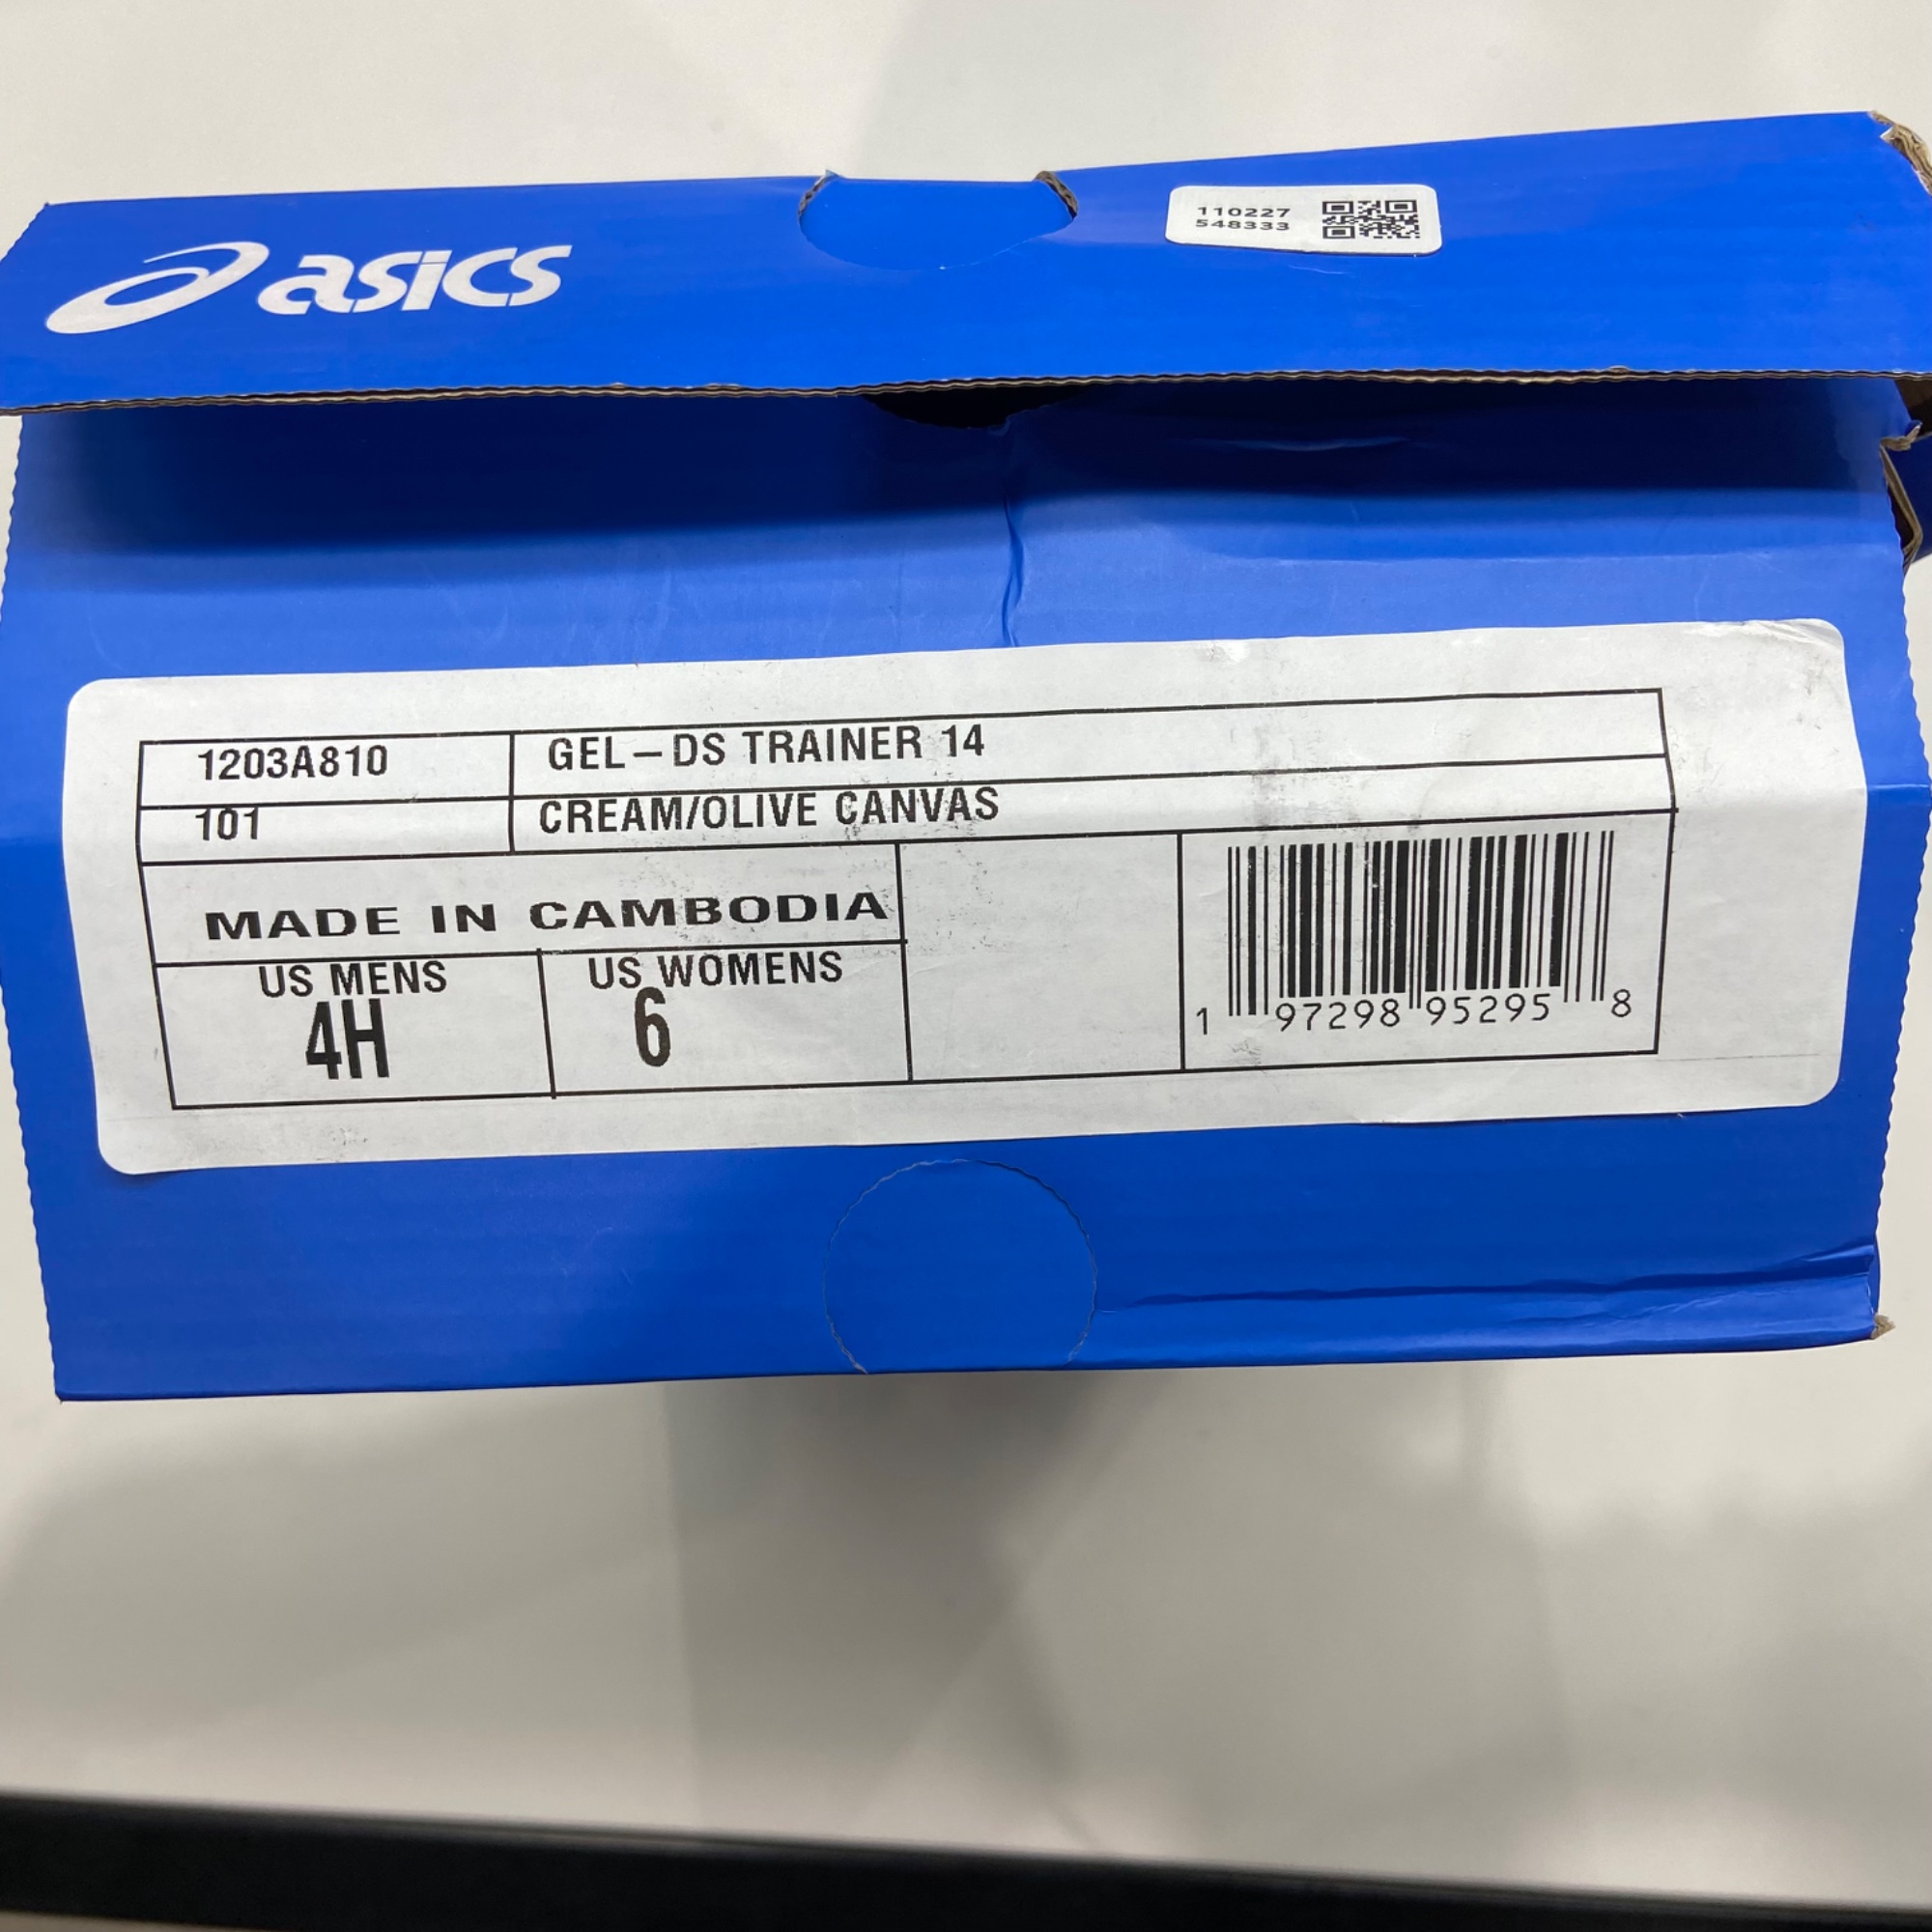 asics
110227
548333
1203A810 GEL-DS TRAINER 14
101 CREAM/OLIVE CANVAS
MADE IN CAMBODIA
US MENS US WOMENS
4H 6
1 97298 95295 8